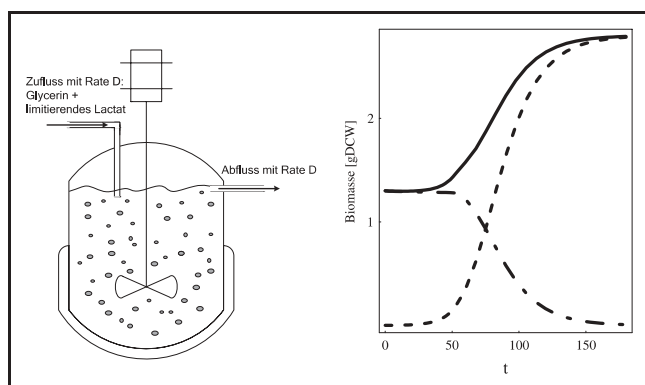 Zufluss mit Rate D:
Glycerin +
limitierendes Lactat
Abfluss mit Rate D
Biomasse [gDCW]
2
1
0
50
100
150
t